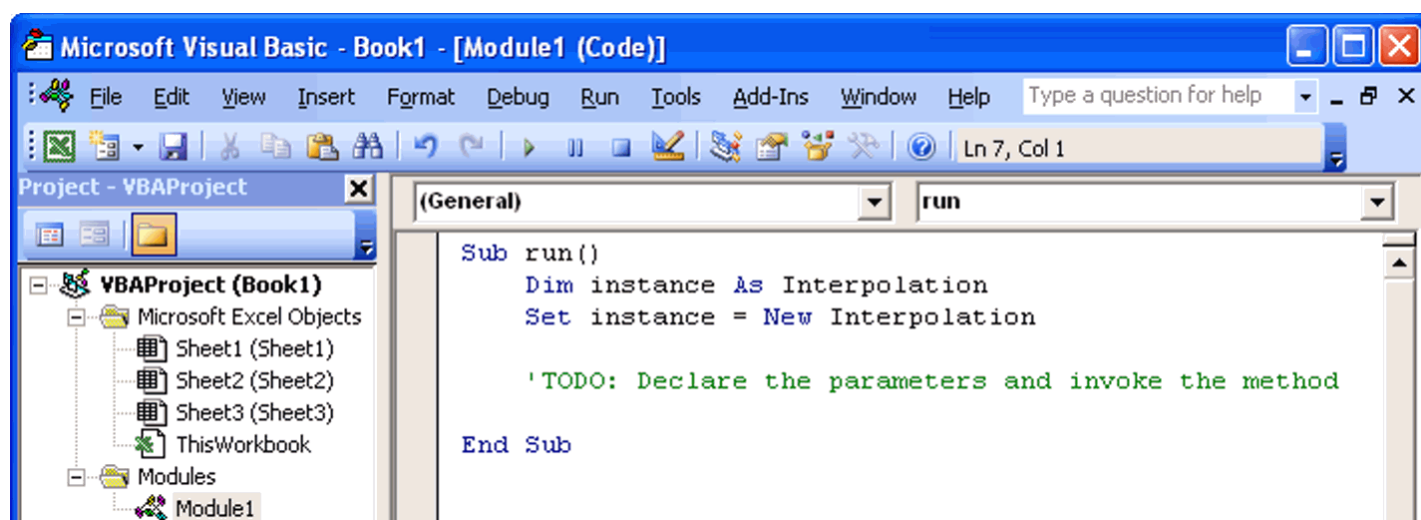 Microsoft Visual Basic - Book1 - [Module1 (Code)]
File Edit View Insert Format Debug Run Tools Add-Ins Window Help Type a question for help
Ln 7, Col 1
Project - VBAProject
(General) run
VBAProject (Book1)
Microsoft Excel Objects
Sheet1 (Sheet1)
Sheet2 (Sheet2)
Sheet3 (Sheet3)
ThisWorkbook
Modules
Module1
Sub run()
Dim instance As Interpolation
Set instance = New Interpolation
'TODO: Declare the parameters and invoke the method
End Sub